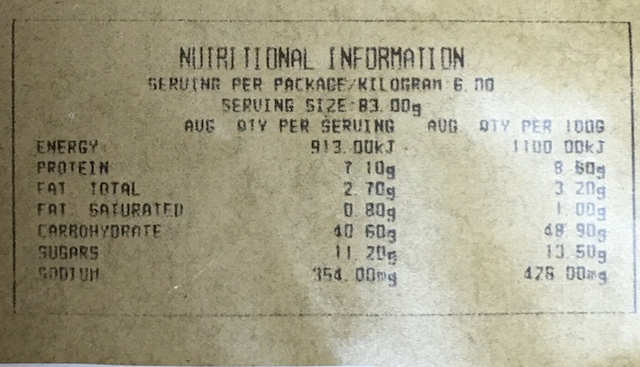 NUTRITIONAL INFORMATION
SERVING PER PACKAGE/KILOGRAM 6.00
SERVING SIZE:83.00g
AVG QTY PER SERVING AVG QTY PER 100G
ENERGY 913.00kJ 1100.00kJ
PROTEIN 7.10g 8.60g
FAT. TOTAL 2.70g 3.20g
FAT. SATURATED 0.80g 1.00g
CARBOHYDRATE 40.60g 48.90g
SUGARS 11.20g 13.50g
SODIUM 354.00mg 426.00mg